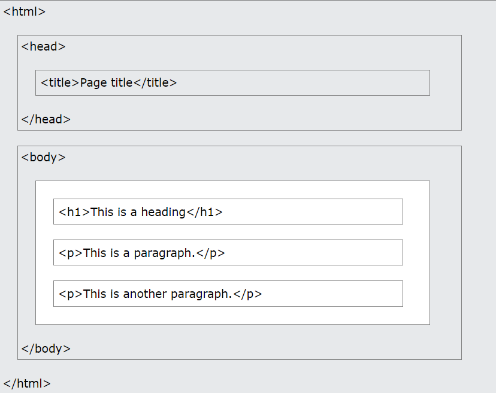 <html>
<head>
<title>Page title</title>
</head>
<body>
<h1>This is a heading</h1>
<p>This is a paragraph.</p>
<p>This is another paragraph.</p>
</body>
</html>